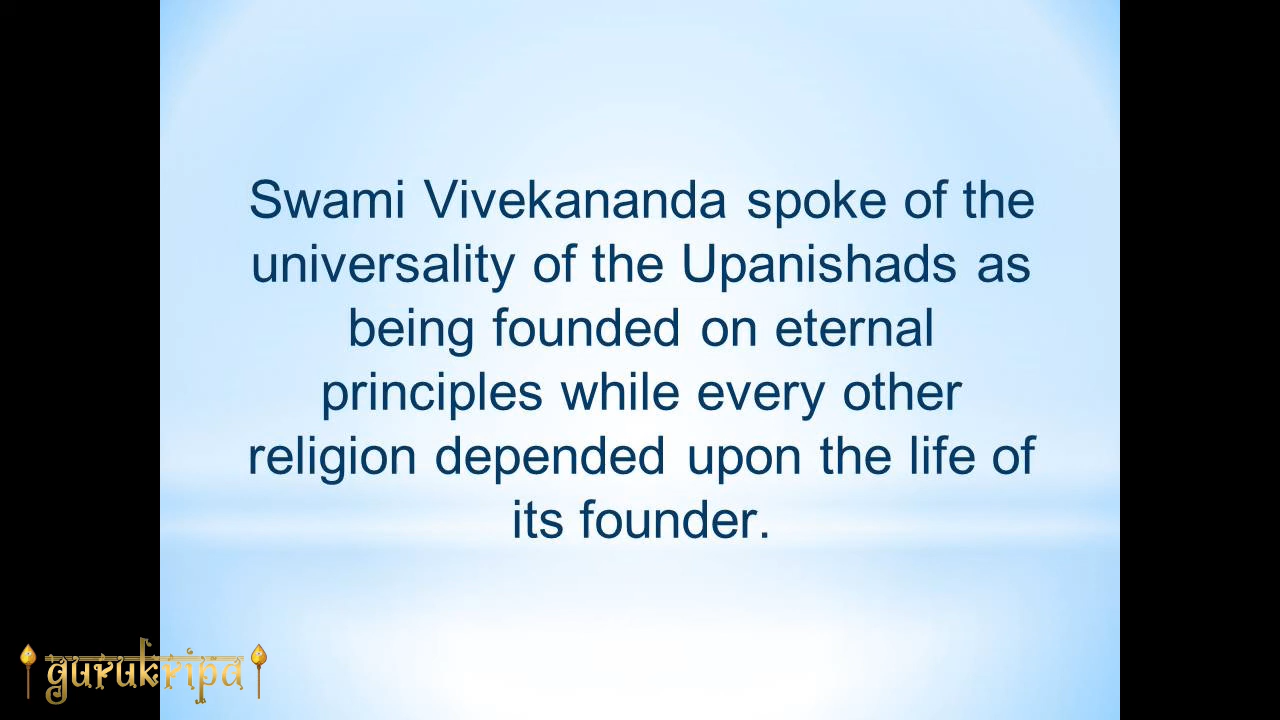 Swami Vivekananda spoke of the
universality of the Upanishads as
being founded on eternal
principles while every other
religion depended upon the life of
its founder.
gurukripa